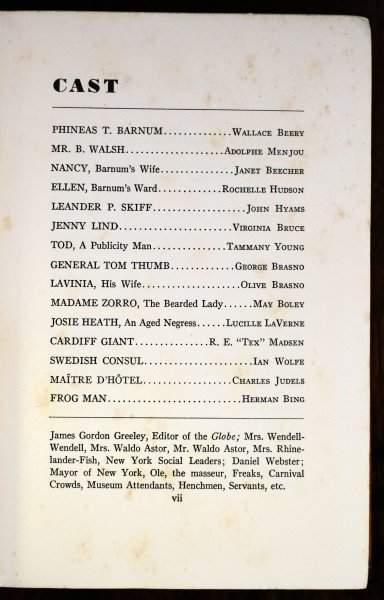 CAST
PHINEAS T. BARNUM..............WALLACE BEERY
MR. B. WALSH....................ADOLPHE MENJOU
NANCY, Barnum's Wife...............JANET BEECHER
ELLEN, Barnum's Ward..........ROCHELLE HUDSON
LEANDER P. SKIFF...................JOHN HYAMS
JENNY LIND.......................VIRGINIA BRUCE
TOD, A Publicity Man...............TAMMANY YOUNG
GENERAL TOM THUMB.............GEORGE BRASNO
LAVINIA, His Wife....................OLIVE BRASNO
MADAME ZORRO, The Bearded Lady......MAY BOLEY
JOSIE HEATH, An Aged Negress......LUCILLE LAVERNE
CARDIFF GIANT...............R. E. "TEX" MADSEN
SWEDISH CONSUL......................IAN WOLFE
MAÎTRE D'HÔTEL..................CHARLES JUDELS
FROG MAN...........................HERMAN BING
James Gordon Greeley, Editor of the Globe; Mrs. Wendell-
Wendell, Mrs. Waldo Astor, Mr. Waldo Astor, Mrs. Rhine-
lander-Fish, New York Social Leaders; Daniel Webster;
Mayor of New York, Ole, the masseur, Freaks, Carnival
Crowds, Museum Attendants, Henchmen, Servants, etc.
vii